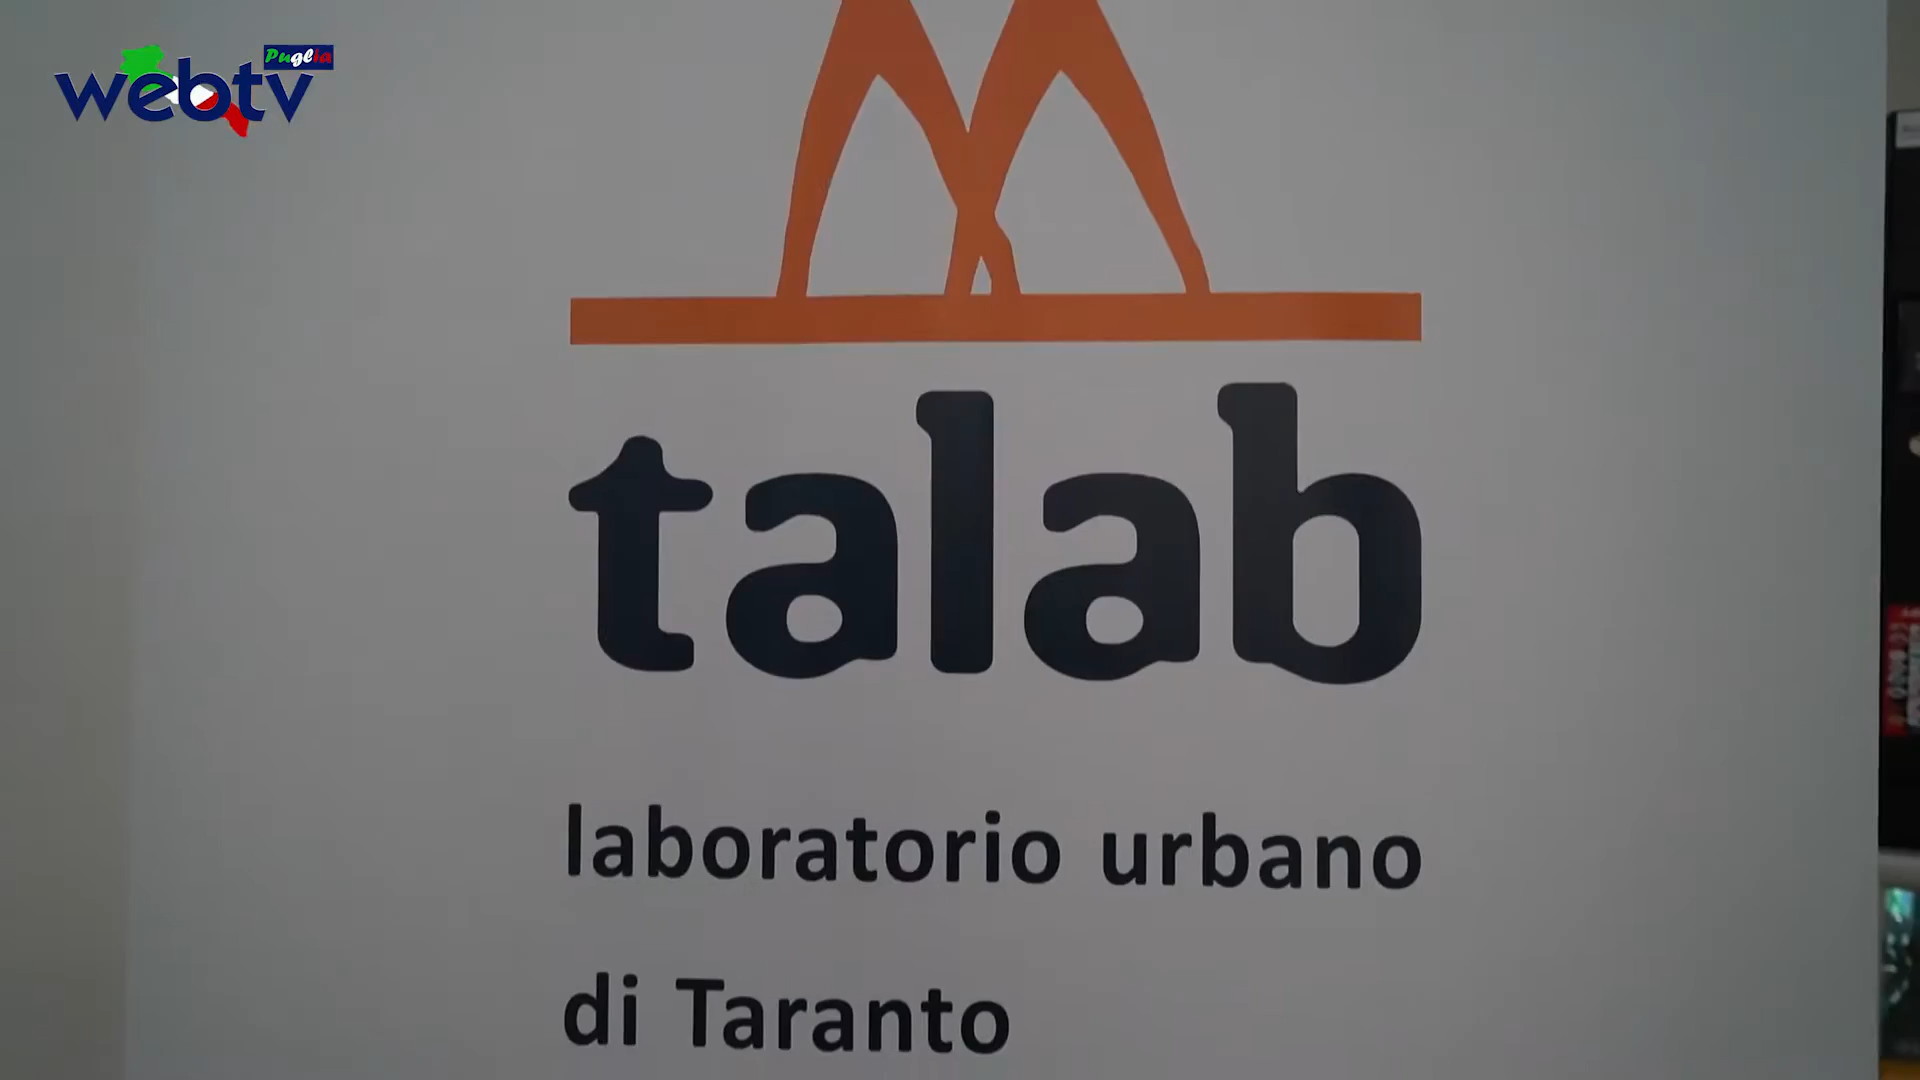 Puglia
webtv
talab
laboratorio urbano
di Taranto